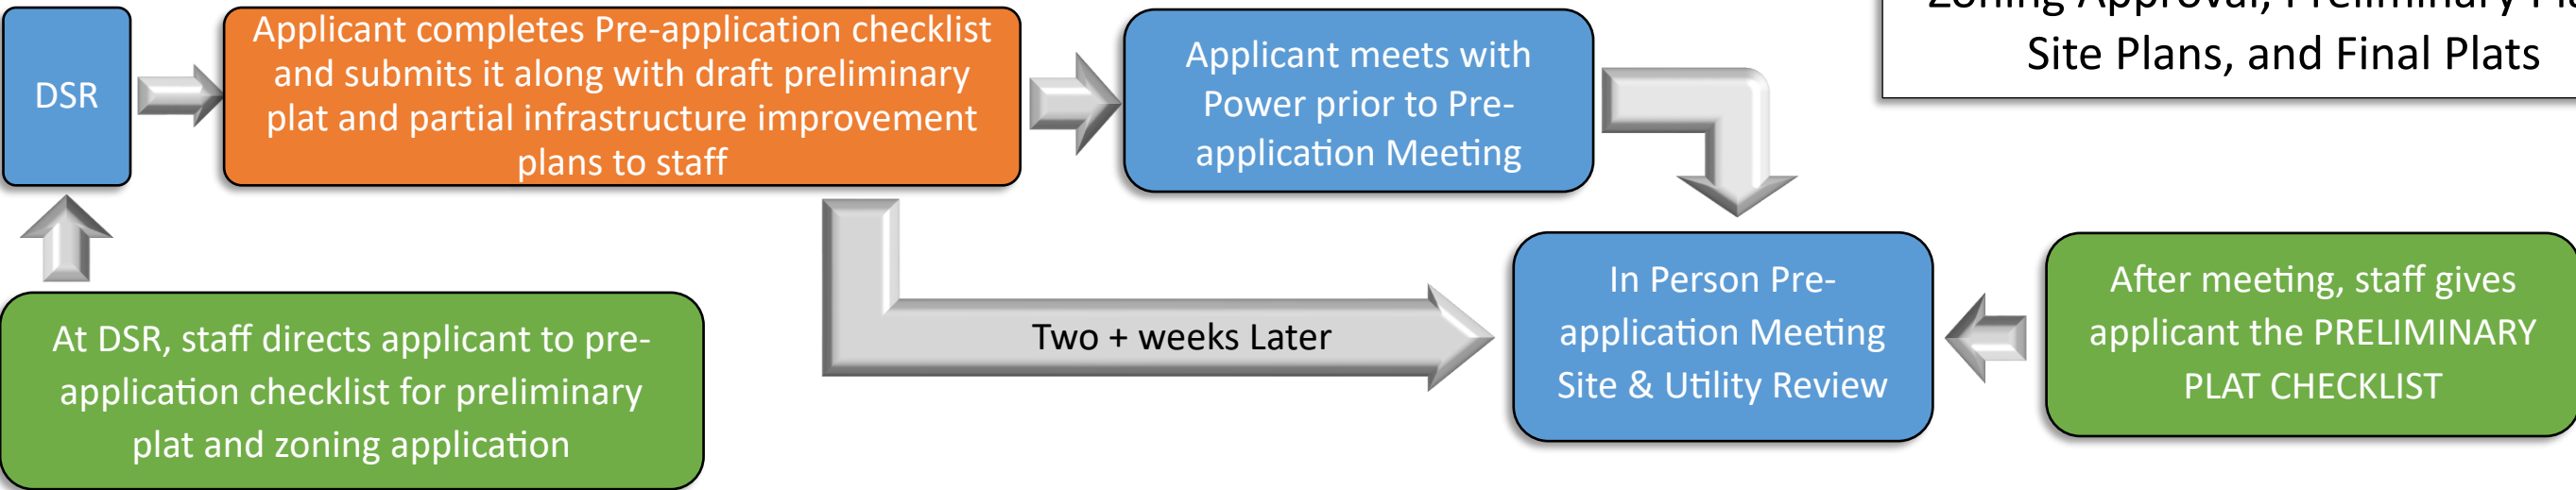 Zoning Approval, Preliminary
Site Plans, and Final Plats
DSR
Applicant completes Pre-application checklist
and submits it along with draft preliminary
plat and partial infrastructure improvement
plans to staff
Applicant meets with
Power prior to Pre-
application Meeting
At DSR, staff directs applicant to pre-
application checklist for preliminary
plat and zoning application
Two + weeks Later
In Person Pre-
application Meeting
Site & Utility Review
After meeting, staff gives
applicant the PRELIMINARY
PLAT CHECKLIST